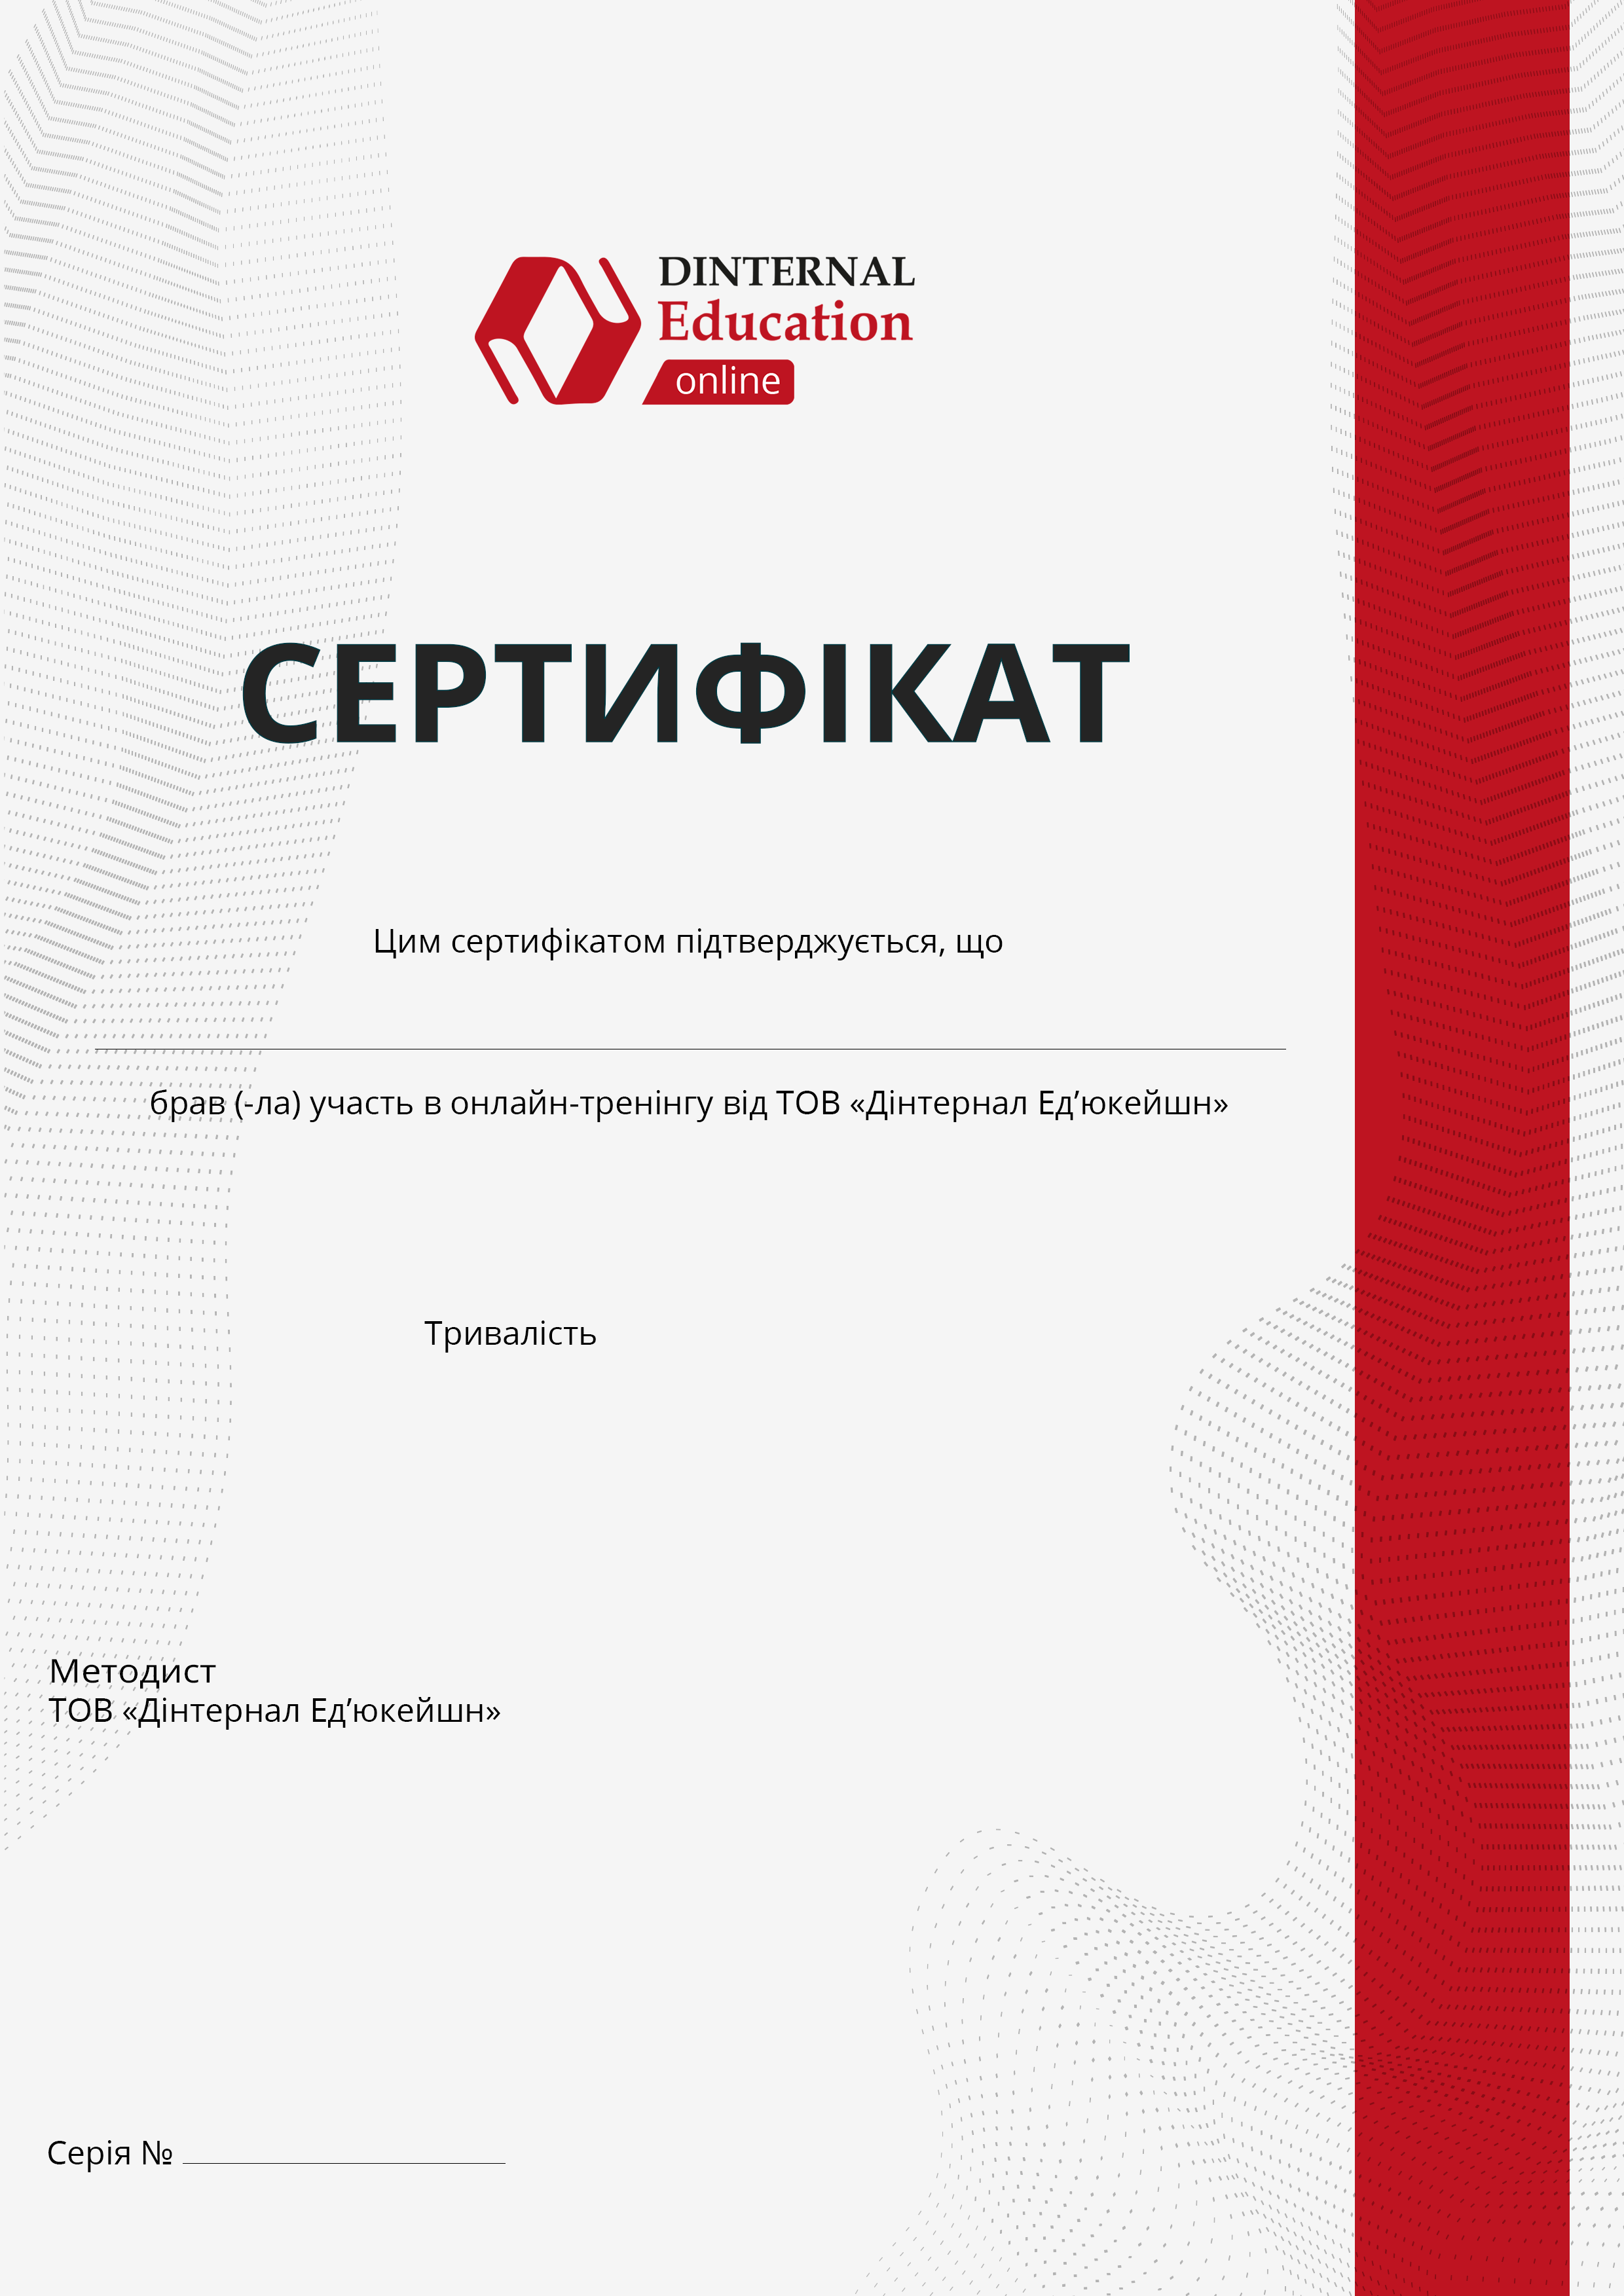 DINTERNAL
Education
online
СЕРТИФІКАТ
Цим сертифікатом підтверджується, що
брав (-ла) участь в онлайн-тренінгу від ТОВ «Дінтернал Ед’юкейшн»
Тривалість
Методист
ТОВ «Дінтернал Ед’юкейшн»
Серія №